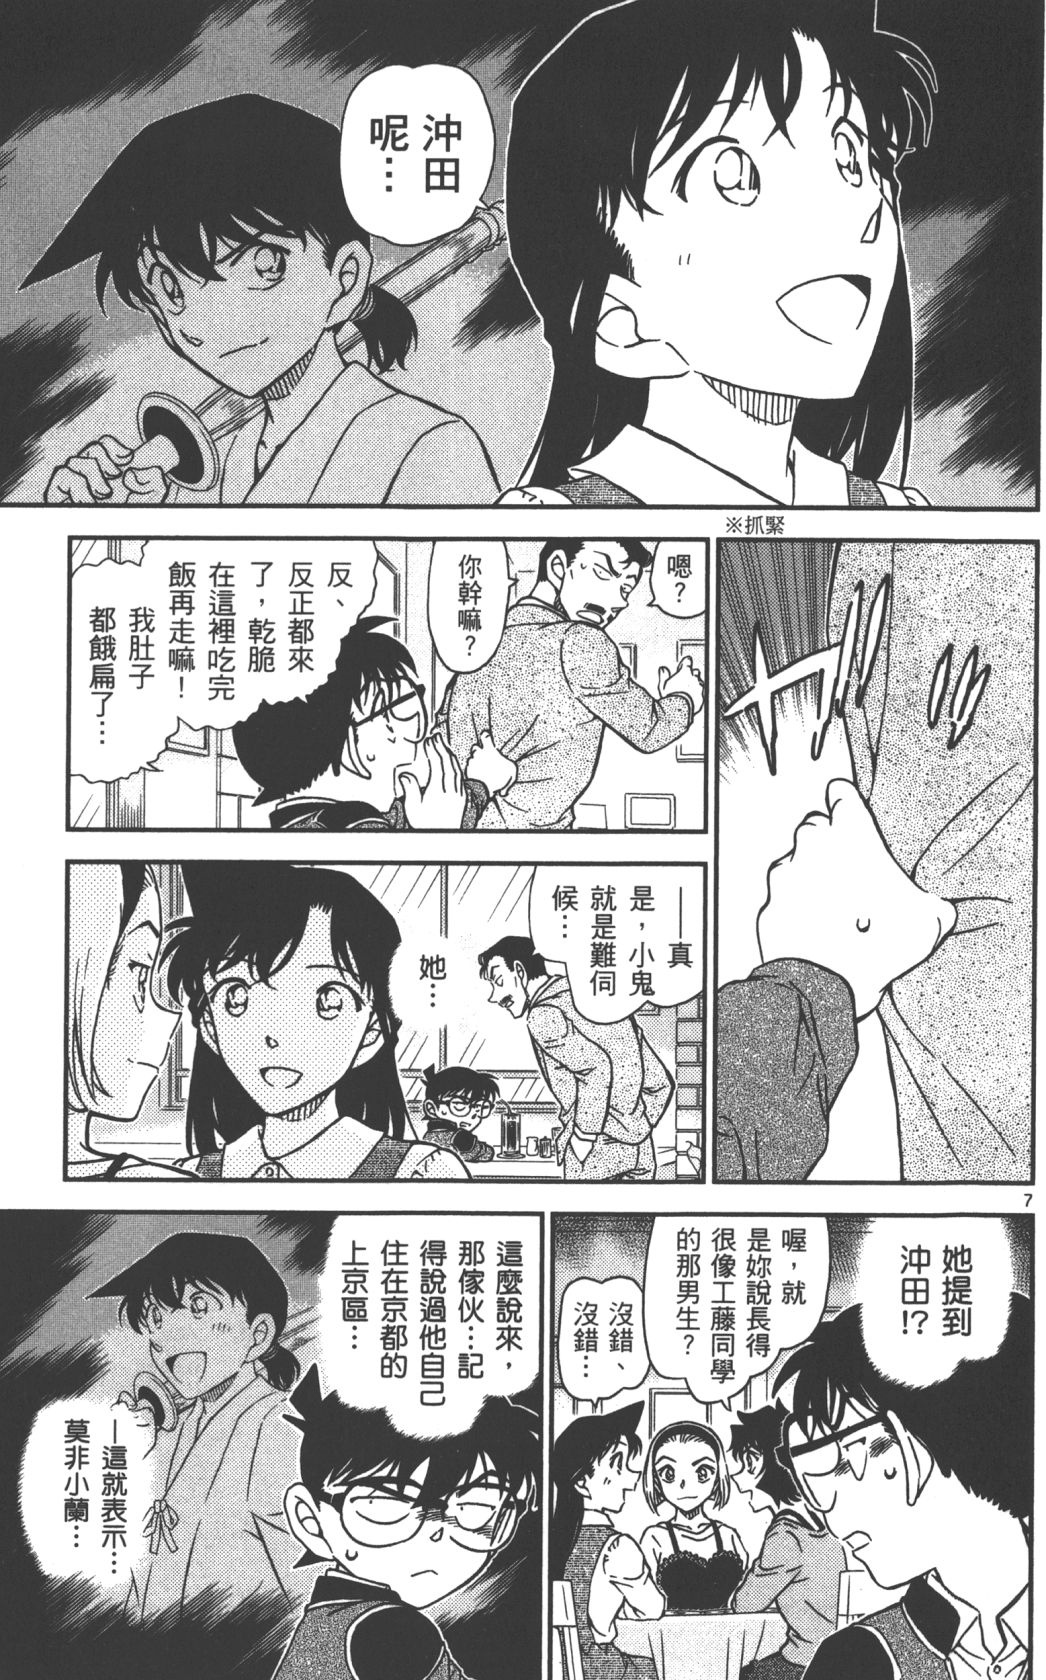 沖田
呢…
※抓緊
ギュッ
嗯?
你幹嘛?
反、
反正都來
了,乾脆
在這裡吃完
飯再走嘛!
我肚子
都餓扁了…
——真
是,小鬼
就是難伺
候…
她…
7
她提到
沖田!?
喔,就
是妳說長得
很像工藤同學
的那男生?
沒錯、
沒錯…
這麼說來,
那傢伙…記
得說過他自己
住在京都的
上京區…
—這就表示…
莫非小蘭…